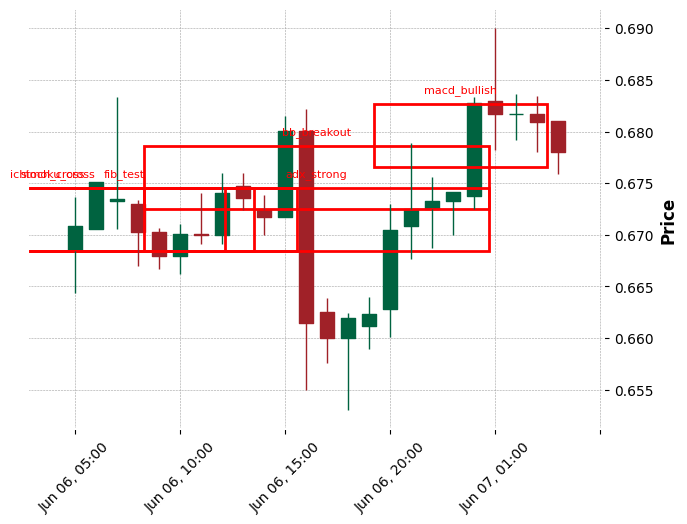 0.690
0.685
macd_bullish
0.680
0.675
fib_test
0.670
Price
0.665
0.660
0.655
Jun 06, 05:00
Jun 06, 10:00
Jun 06, 15:00
Jun 06, 20:00
Jun 07, 01:00